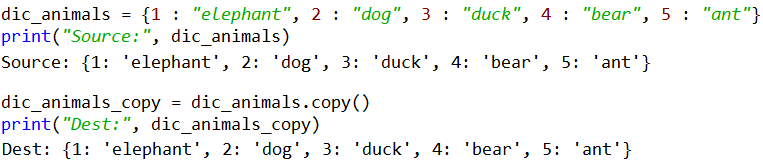 dic_animals = {1 : "elephant", 2 : "dog", 3 : "duck", 4 : "bear", 5 : "ant"}
print("Source:", dic_animals)
Source: {1: 'elephant', 2: 'dog', 3: 'duck', 4: 'bear', 5: 'ant'}
dic_animals_copy = dic_animals.copy()
print("Dest:", dic_animals_copy)
Dest: {1: 'elephant', 2: 'dog', 3: 'duck', 4: 'bear', 5: 'ant'}